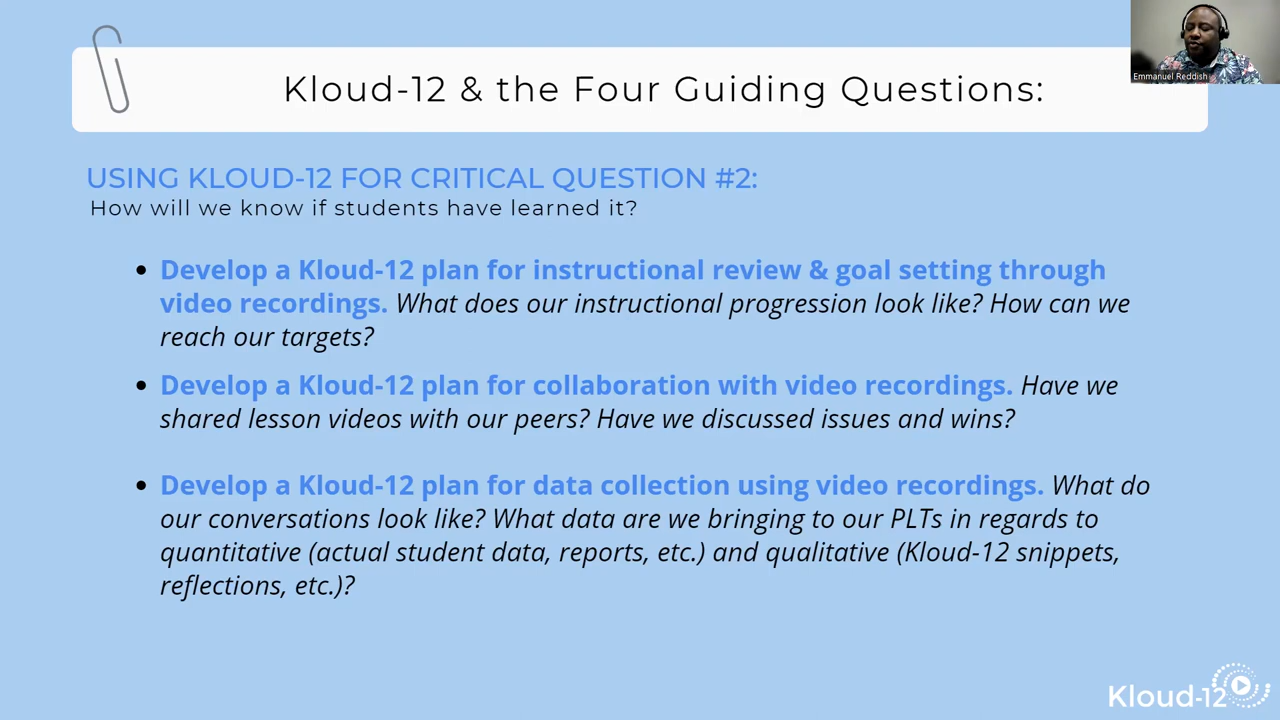 Kloud-12 & the Four Guiding Questions:
Emmanuel Reddish
USING KLOUD-12 FOR CRITICAL QUESTION #2:
How will we know if students have learned it?
• Develop a Kloud-12 plan for instructional review & goal setting through
video recordings. What does our instructional progression look like? How can we
reach our targets?
• Develop a Kloud-12 plan for collaboration with video recordings. Have we
shared lesson videos with our peers? Have we discussed issues and wins?
• Develop a Kloud-12 plan for data collection using video recordings. What do
our conversations look like? What data are we bringing to our PLTs in regards to
quantitative (actual student data, reports, etc.) and qualitative (Kloud-12 snippets,
reflections, etc.)?
Kloud-12